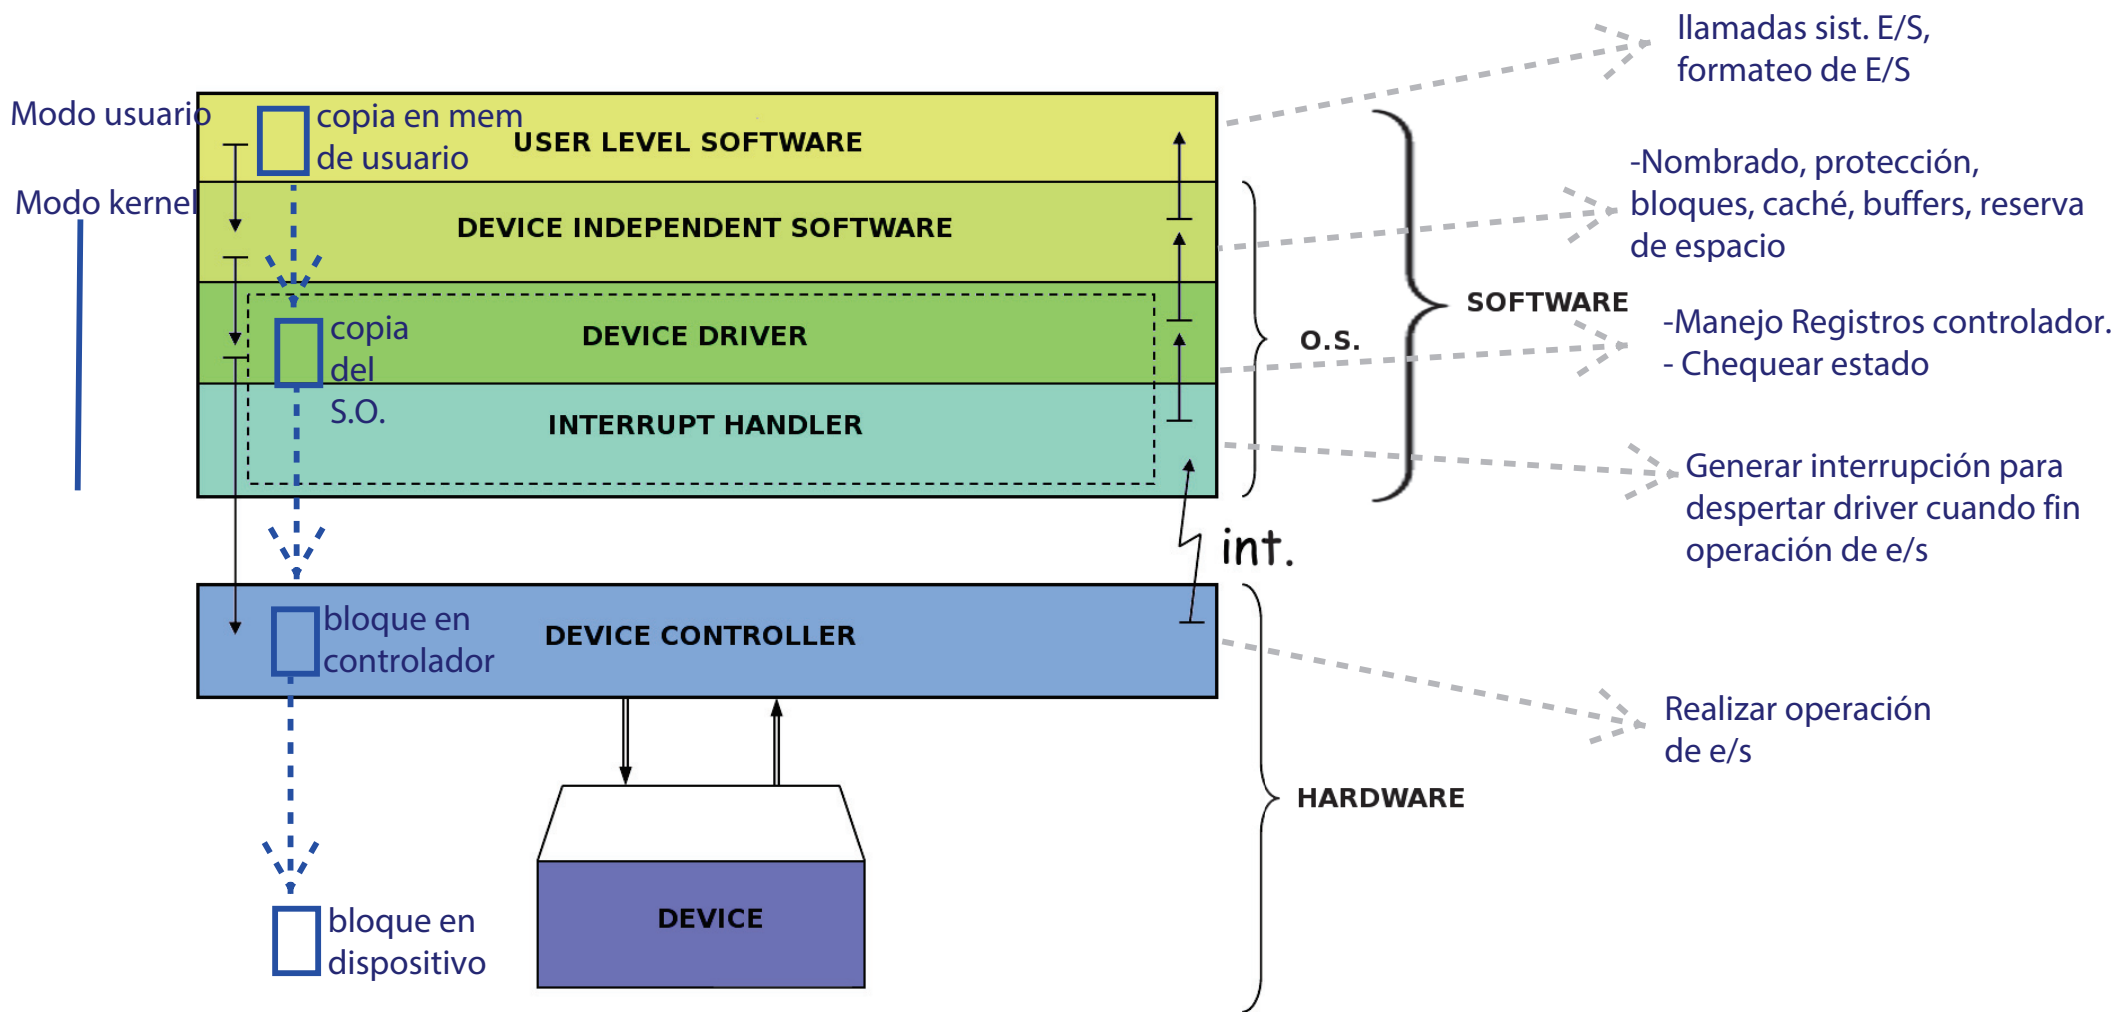 llamadas sist. E/S,
formateo de E/S
Modo usuario
copia en mem
de usuario
USER LEVEL SOFTWARE
-Nombrado, protección,
bloques, caché, buffers, reserva
de espacio
Modo kernel
DEVICE INDEPENDENT SOFTWARE
SOFTWARE
-Manejo Registros controlador.
- Chequear estado
copia
del
S.O.
DEVICE DRIVER
O.S.
INTERRUPT HANDLER
Generar interrupción para
despertar driver cuando fin
operación de e/s
int.
bloque en
controlador
DEVICE CONTROLLER
Realizar operación
de e/s
HARDWARE
bloque en
dispositivo
DEVICE